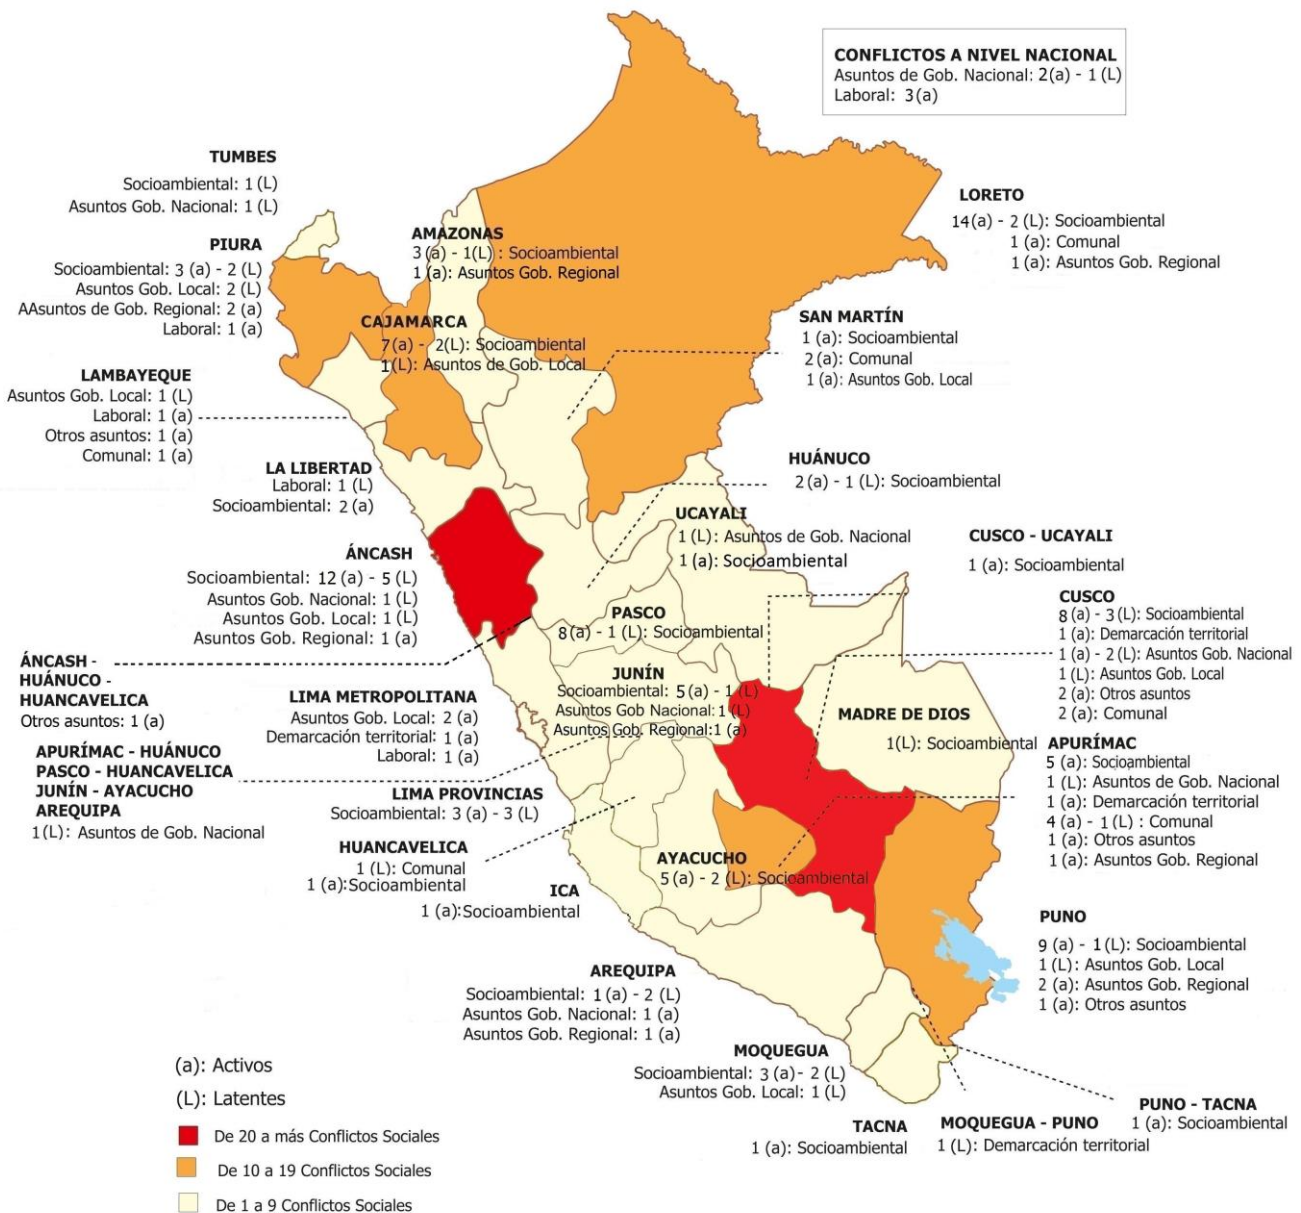 CONFLICTOS A NIVEL NACIONAL
Asuntos de Gob. Nacional: 2(a) - 1 (L)
Laboral: 3(a)
TUMBES
Socioambiental: 1 (L)
Asuntos Gob. Nacional: 1 (L)
PIURA
Socioambiental: 3 (a) - 2 (L)
Asuntos Gob. Local: 2 (L)
AAsuntos de Gob. Regional: 2 (a)
Laboral: 1 (a)
AMAZONAS
3 (a) - 1(L) : Socioambiental
1 (a): Asuntos Gob. Regional
LORETO
14(a) - 2 (L): Socioambiental
1 (a): Comunal
1 (a): Asuntos Gob. Regional
CAJAMARCA
7(a) - 2(L): Socioambiental
1(L): Asuntos de Gob. Local
SAN MARTÍN
1 (a): Socioambiental
2(a): Comunal
1 (a): Asuntos Gob. Local
LAMBAYEQUE
Asuntos Gob. Local: 1 (L)
Laboral: 1 (a)
Otros asuntos: 1 (a)
Comunal: 1 (a)
LA LIBERTAD
Laboral: 1 (L)
Socioambiental: 2 (a)
HUÁNUCO
2(a) - 1 (L): Socioambiental
UCAYALI
1 (L): Asuntos de Gob. Nacional
1 (a): Socioambiental
CUSCO - UCAYALI
1 (a): Socioambiental
ÁNCASH
Socioambiental: 12 (a) - 5 (L)
Asuntos Gob. Nacional: 1 (L)
Asuntos Gob. Local: 1 (L)
Asuntos Gob. Regional: 1 (a)
PASCO
8(a) - 1 (L): Socioambiental
CUSCO
8(a) - 3(L): Socioambiental
1 (a): Demarcación territorial
1 (a) - 2(L): Asuntos Gob. Nacional
1(L): Asuntos Gob. Local
2(a): Otros asuntos
2(a): Comunal
ÁNCASH -
HUÁNUCO -
HUANCAVELICA
Otros asuntos: 1 (a)
LIMA METROPOLITANA
Asuntos Gob. Local: 2 (a)
Demarcación territorial: 1 (a)
Laboral: 1 (a)
JUNÍN
Socioambiental: 5(a) - 1(L)
Asuntos Gob Nacional:1 (L)
Asuntos Gob. Regional:1 (a)
MADRE DE DIOS
1(L): Socioambiental
APURÍMAC - HUÁNUCO
PASCO - HUANCAVELICA
JUNÍN - AYACUCHO
AREQUIPA
1(L): Asuntos de Gob. Nacional
APURÍMAC
5 (a): Socioambiental
1 (L): Asuntos de Gob. Nacional
1 (a): Demarcación territorial
4 (a) - 1(L) : Comunal
1(a): Otros asuntos
1(a): Asuntos Gob. Regional
LIMA PROVINCIAS
Socioambiental: 3 (a) - 3 (L)
HUANCAVELICA
1 (L): Comunal
1 (a):Socioambiental
AYACUCHO
5(a) - 2 (L): Socioambiental
ICA
1 (a):Socioambiental
PUNO
9 (a) - 1(L): Socioambiental
1(L): Asuntos Gob. Local
2 (a): Asuntos Gob. Regional
1 (a): Otros asuntos
AREQUIPA
Socioambiental: 1 (a) - 2 (L)
Asuntos Gob. Nacional: 1 (a)
Asuntos Gob. Regional: 1 (a)
MOQUEGUA
Socioambiental: 3 (a)- 2 (L)
Asuntos Gob. Local: 1 (L)
TACNA
1 (a): Socioambiental
MOQUEGUA - PUNO
1 (L): Demarcación territorial
PUNO - TACNA
1 (a): Socioambiental
(a): Activos
(L): Latentes
De 20 a más Conflictos Sociales
De 10 a 19 Conflictos Sociales
De 1 a 9 Conflictos Sociales